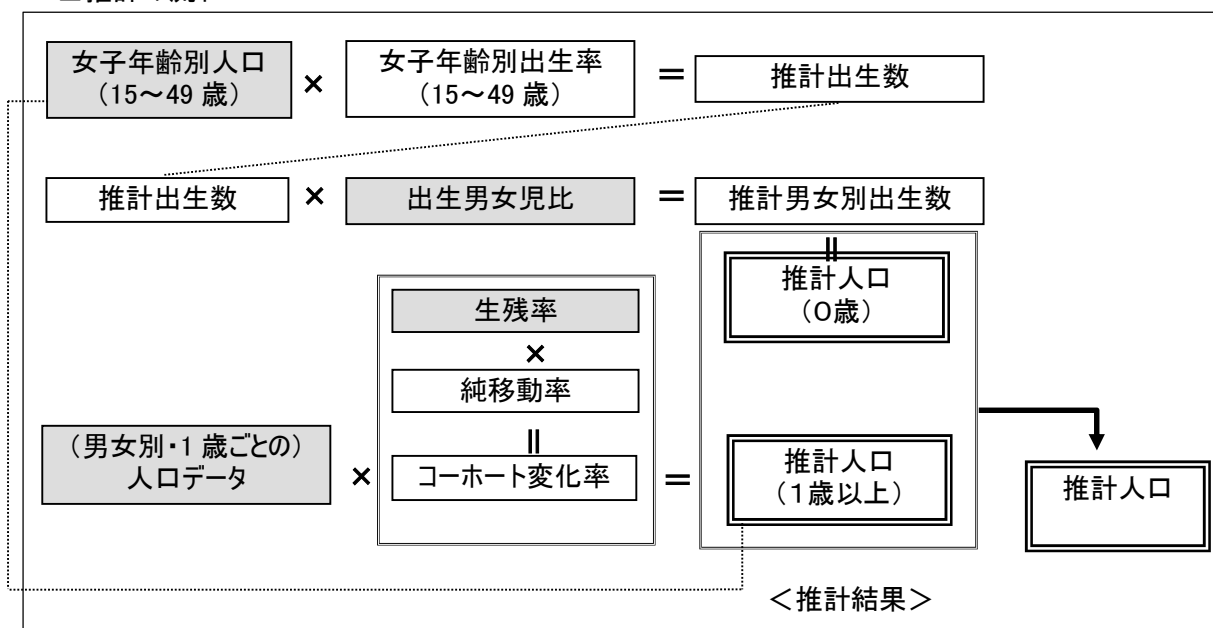 女子年齢別人口
（15～49 歳）
×
女子年齢別出生率
（15～49 歳）
＝
推計出生数
推計出生数
×
出生男女児比
＝
推計男女別出生数
||
推計人口
（0歳）
生残率
×
純移動率
||
（男女別・1 歳ごとの）
人口データ
×
コーホート変化率
＝
推計人口
（1歳以上）
推計人口
＜推計結果＞